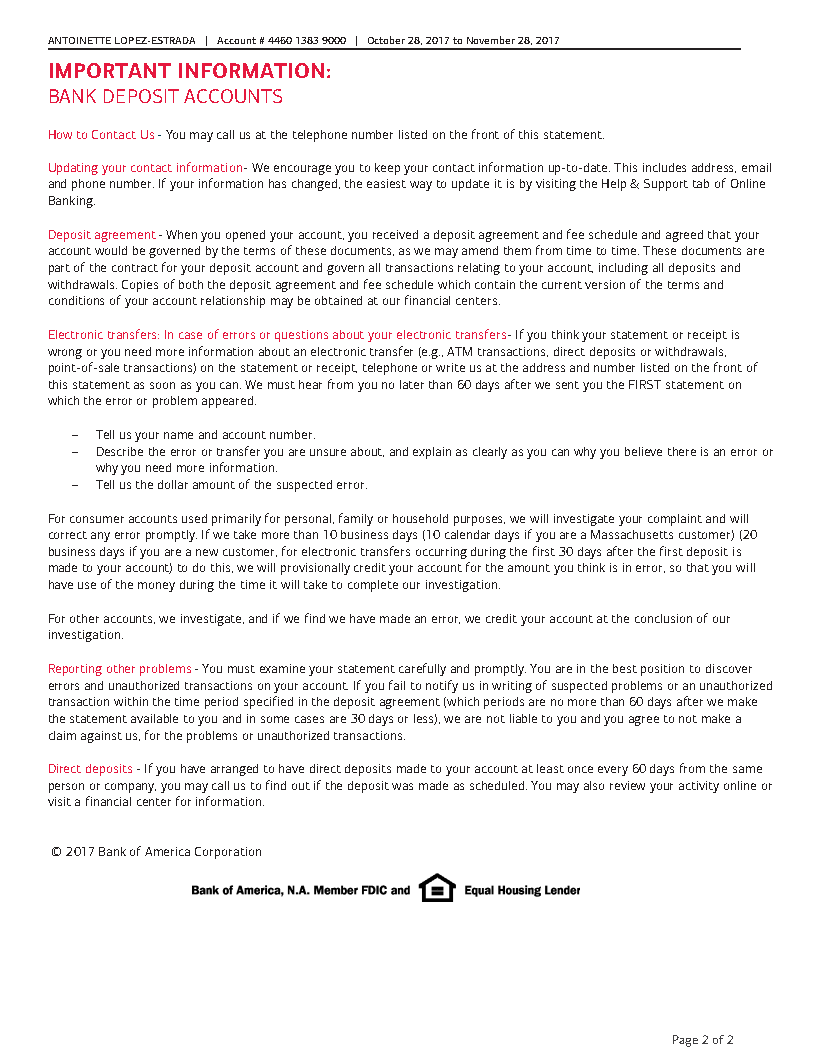 ANTOINETTE LOPEZ-ESTRADA | Account # 4460 1383 9000 | October 28, 2017 to November 28, 2017
IMPORTANT INFORMATION:
BANK DEPOSIT ACCOUNTS
How to Contact Us - You may call us at the telephone number listed on the front of this statement.
Updating your contact information- We encourage you to keep your contact information up-to-date. This includes address, email
and phone number. If your information has changed, the easiest way to update it is by visiting the Help & Support tab of Online
Banking.
Deposit agreement - When you opened your account, you received a deposit agreement and fee schedule and agreed that your
account would be governed by the terms of these documents, as we may amend them from time to time. These documents are
part of the contract for your deposit account and govern all transactions relating to your account, including all deposits and
withdrawals. Copies of both the deposit agreement and fee schedule which contain the current version of the terms and
conditions of your account relationship may be obtained at our financial centers.
Electronic transfers: In case of errors or questions about your electronic transfers- If you think your statement or receipt is
wrong or you need more information about an electronic transfer (e.g., ATM transactions, direct deposits or withdrawals,
point-of-sale transactions) on the statement or receipt, telephone or write us at the address and number listed on the front of
this statement as soon as you can. We must hear from you no later than 60 days after we sent you the FIRST statement on
which the error or problem appeared.
– Tell us your name and account number.
– Describe the error or transfer you are unsure about, and explain as clearly as you can why you believe there is an error or
why you need more information.
– Tell us the dollar amount of the suspected error.
For consumer accounts used primarily for personal, family or household purposes, we will investigate your complaint and will
correct any error promptly. If we take more than 10 business days (10 calendar days if you are a Massachusetts customer) (20
business days if you are a new customer, for electronic transfers occurring during the first 30 days after the first deposit is
made to your account) to do this, we will provisionally credit your account for the amount you think is in error, so that you will
have use of the money during the time it will take to complete our investigation.
For other accounts, we investigate, and if we find we have made an error, we credit your account at the conclusion of our
investigation.
Reporting other problems - You must examine your statement carefully and promptly. You are in the best position to discover
errors and unauthorized transactions on your account. If you fail to notify us in writing of suspected problems or an unauthorized
transaction within the time period specified in the deposit agreement (which periods are no more than 60 days after we make
the statement available to you and in some cases are 30 days or less), we are not liable to you and you agree to not make a
claim against us, for the problems or unauthorized transactions.
Direct deposits - If you have arranged to have direct deposits made to your account at least once every 60 days from the same
person or company, you may call us to find out if the deposit was made as scheduled. You may also review your activity online or
visit a financial center for information.
© 2017 Bank of America Corporation
Bank of America, N.A. Member FDIC and Equal Housing Lender
Page 2 of 2